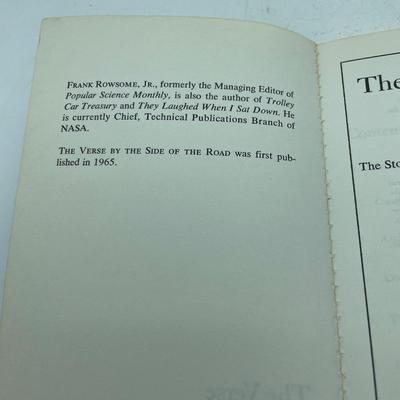 FRANK ROWSOME, JR., formerly the Managing Editor of
Popular Science Monthly, is also the author of Trolley
Car Treasury and They Laughed When I Sat Down. He
is currently Chief, Technical Publications Branch of
NASA.
THE VERSE BY THE SIDE OF THE ROAD was first pub-
lished in 1965.
The
The Sto